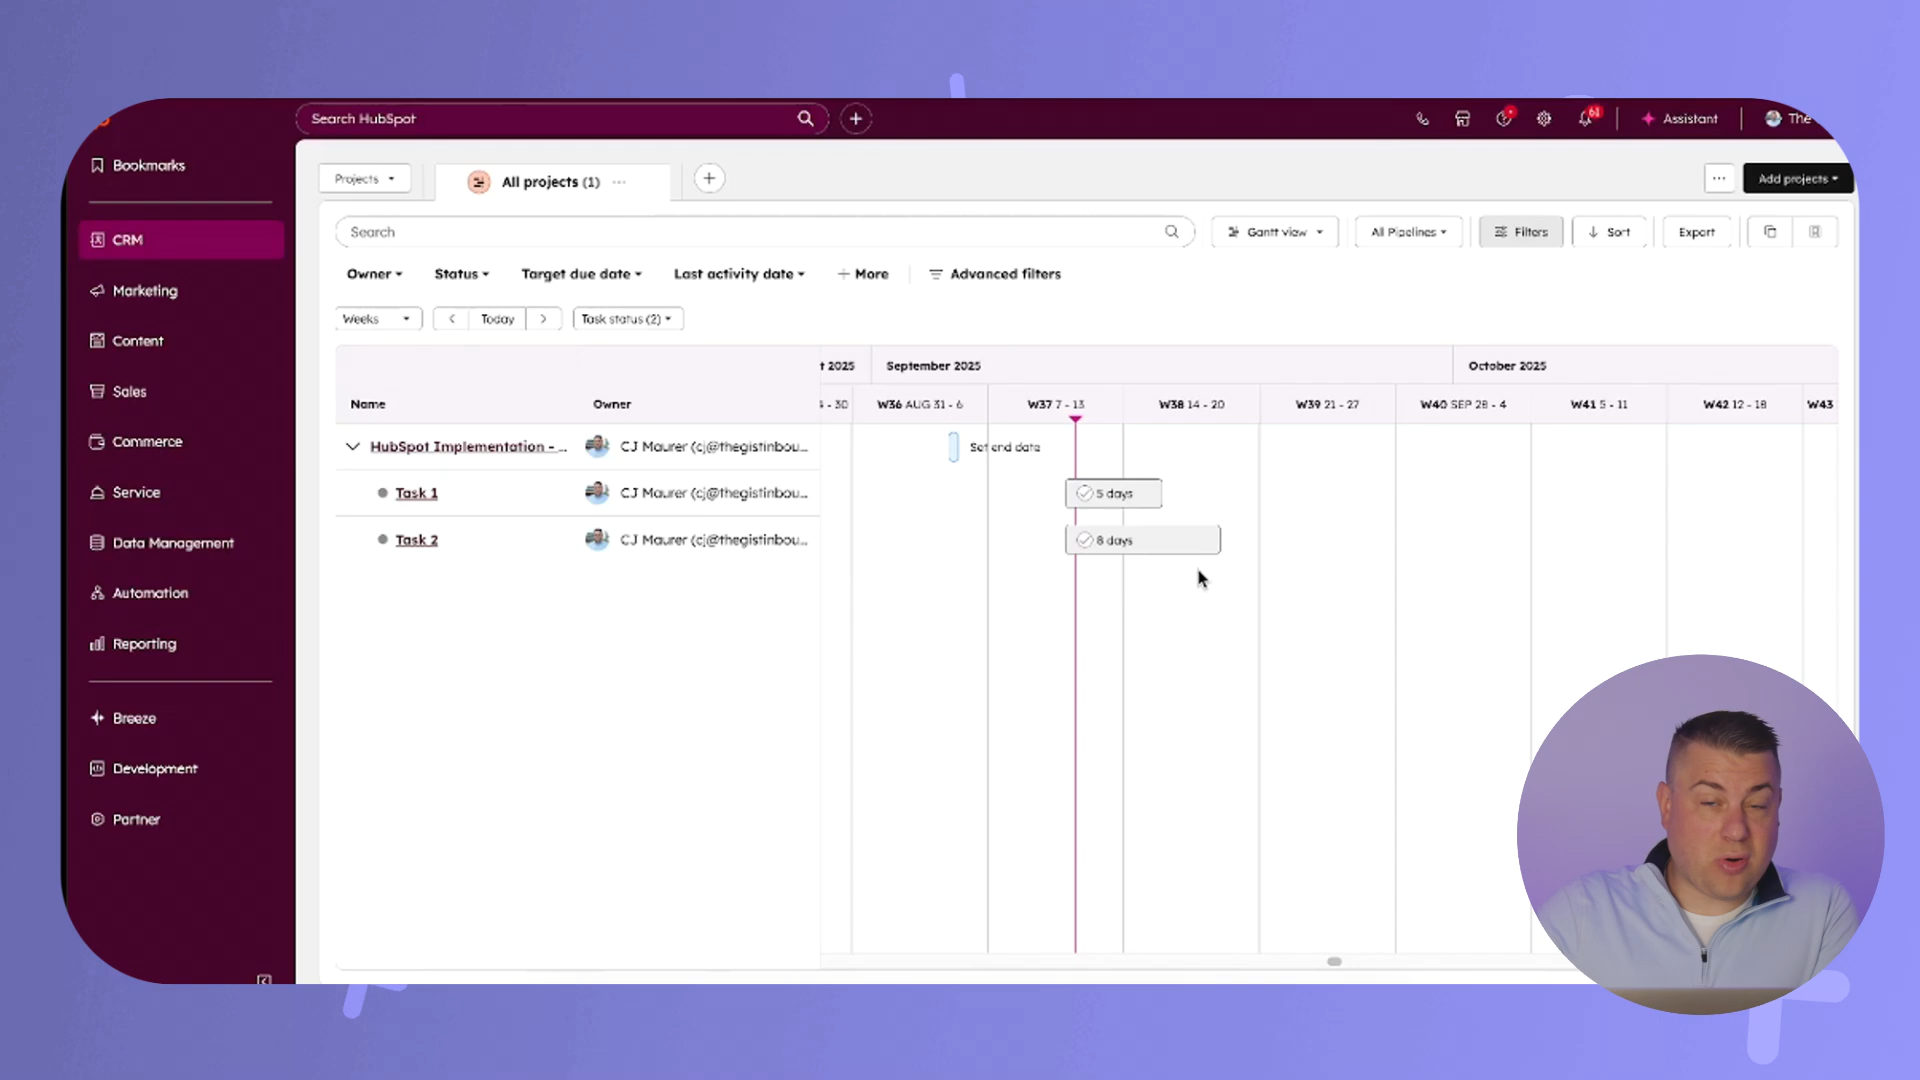 Search HubSpot
61
Assistant
The
Bookmarks
CRM
Marketing
Content
Sales
Commerce
Service
Data Management
Automation
Reporting
Breeze
Development
Partner
Projects
All projects (1)
Add projects
Search
Gantt view
All Pipelines
Filters
Sort
Export
Owner
Status
Target due date
Last activity date
+ More
Advanced filters
Weeks
Today
Task status (2)
t 2025
September 2025
October 2025
Name
Owner
- 30
W36 AUG 31 - 6
W37 7 - 13
W38 14 - 20
W39 21 - 27
W40 SEP 28 - 4
W41 5 - 11
W42 12 - 18
W43
HubSpot Implementation - ...
CJ Maurer (cj@thegistinbou...
Set end date
Task 1
CJ Maurer (cj@thegistinbou...
5 days
Task 2
CJ Maurer (cj@thegistinbou...
8 days